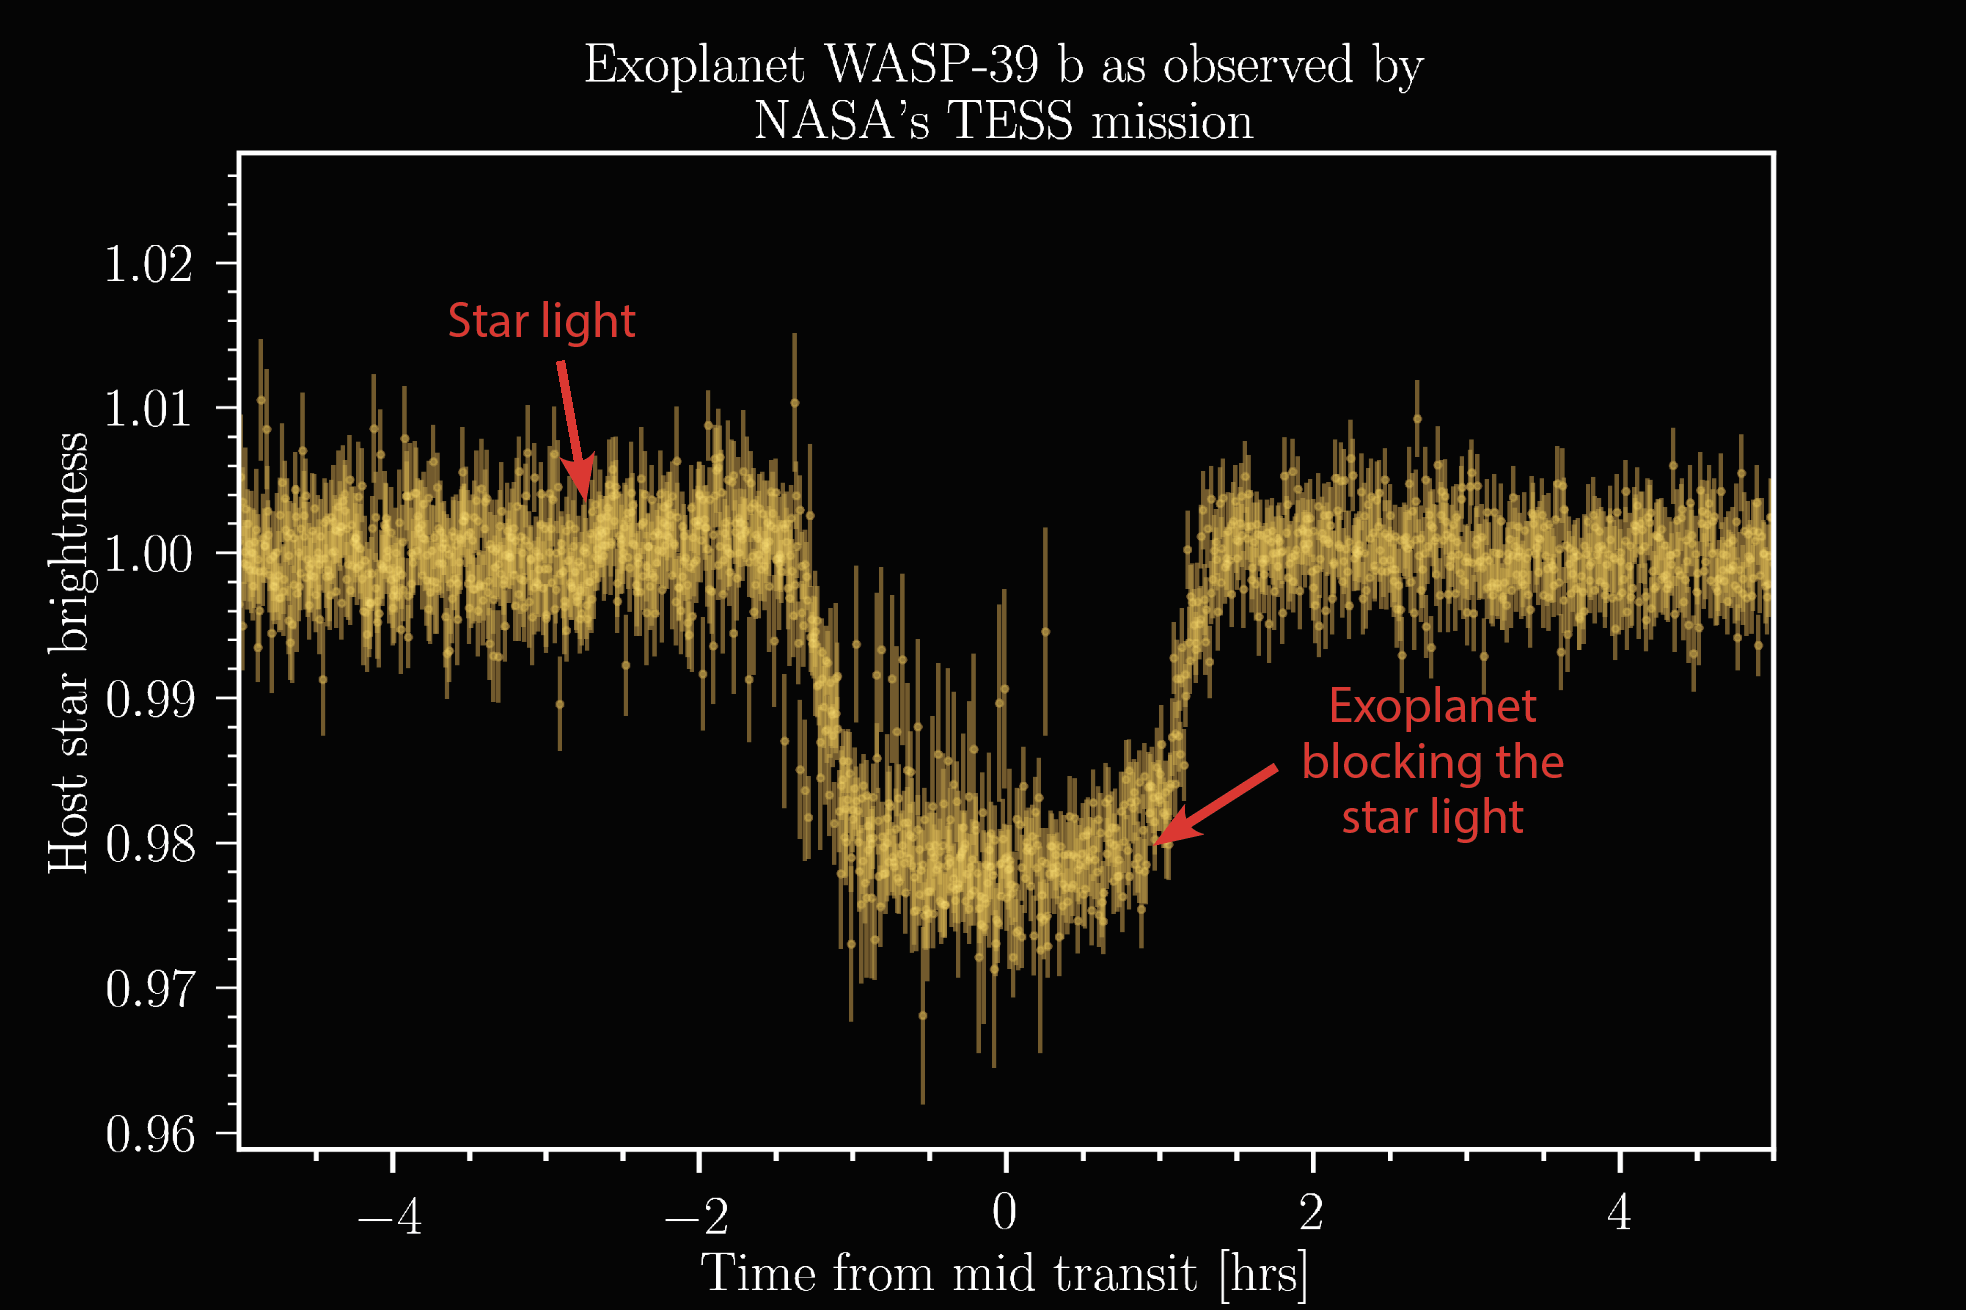 Exoplanet WASP-39 b as observed by
NASA's TESS mission
Host star brightness
1.02
1.01
1.00
0.99
0.98
0.97
0.96
Star light
Exoplanet
blocking the
star light
−4
−2
0
2
4
Time from mid transit [hrs]